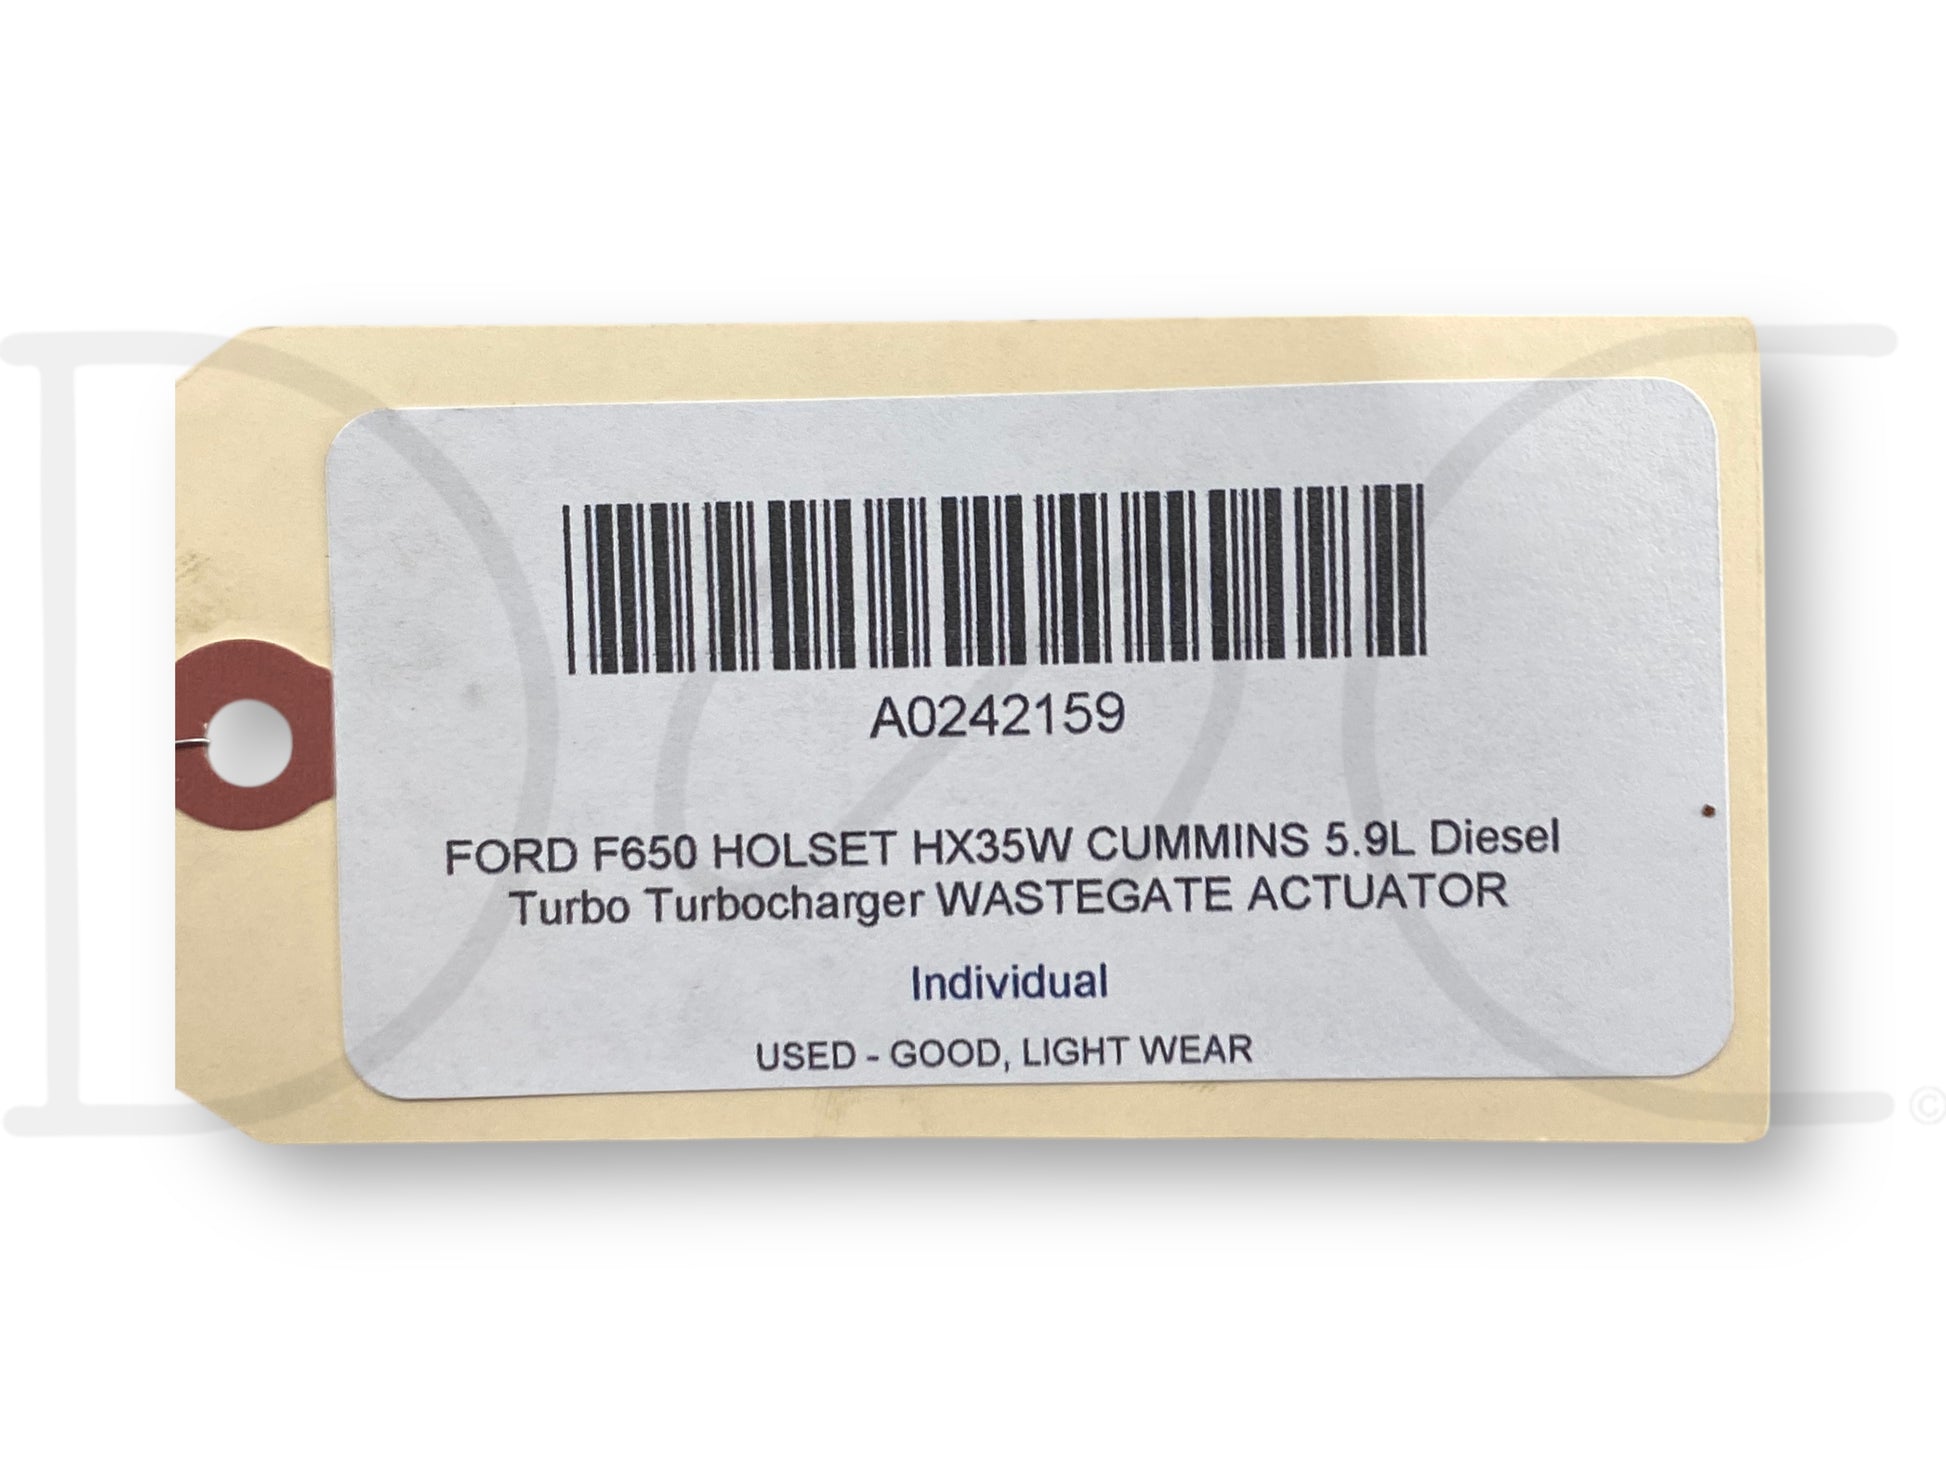 A0242159
FORD F650 HOLSET HX35W CUMMINS 5.9L Diesel
Turbo Turbocharger WASTEGATE ACTUATOR
Individual
USED - GOOD, LIGHT WEAR
©